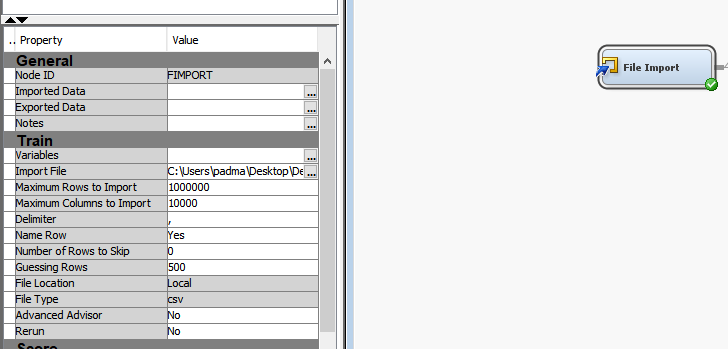 .. Property Value
General
Node ID FIMPORT
Imported Data ...
Exported Data ...
Notes ...
Train
Variables ...
Import File C:\Users\padma\Desktop\De ...
Maximum Rows to Import 1000000
Maximum Columns to Import 10000
Delimiter ,
Name Row Yes
Number of Rows to Skip 0
Guessing Rows 500
File Location Local
File Type csv
Advanced Advisor No
Rerun No
Score
File Import